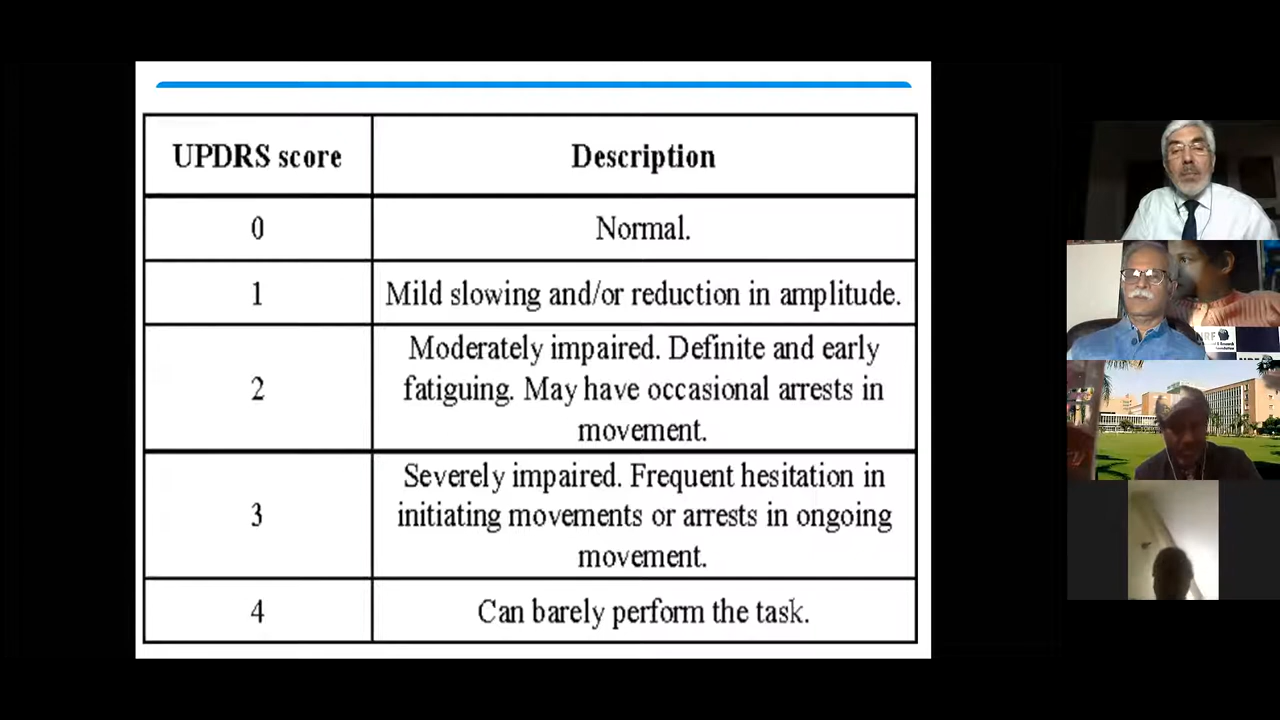 UPDRS score
Description
0
Normal.
1
Mild slowing and/or reduction in amplitude.
2
Moderately impaired. Definite and early
fatiguing. May have occasional arrests in
movement.
3
Severely impaired. Frequent hesitation in
initiating movements or arrests in ongoing
movement.
4
Can barely perform the task.
NRF